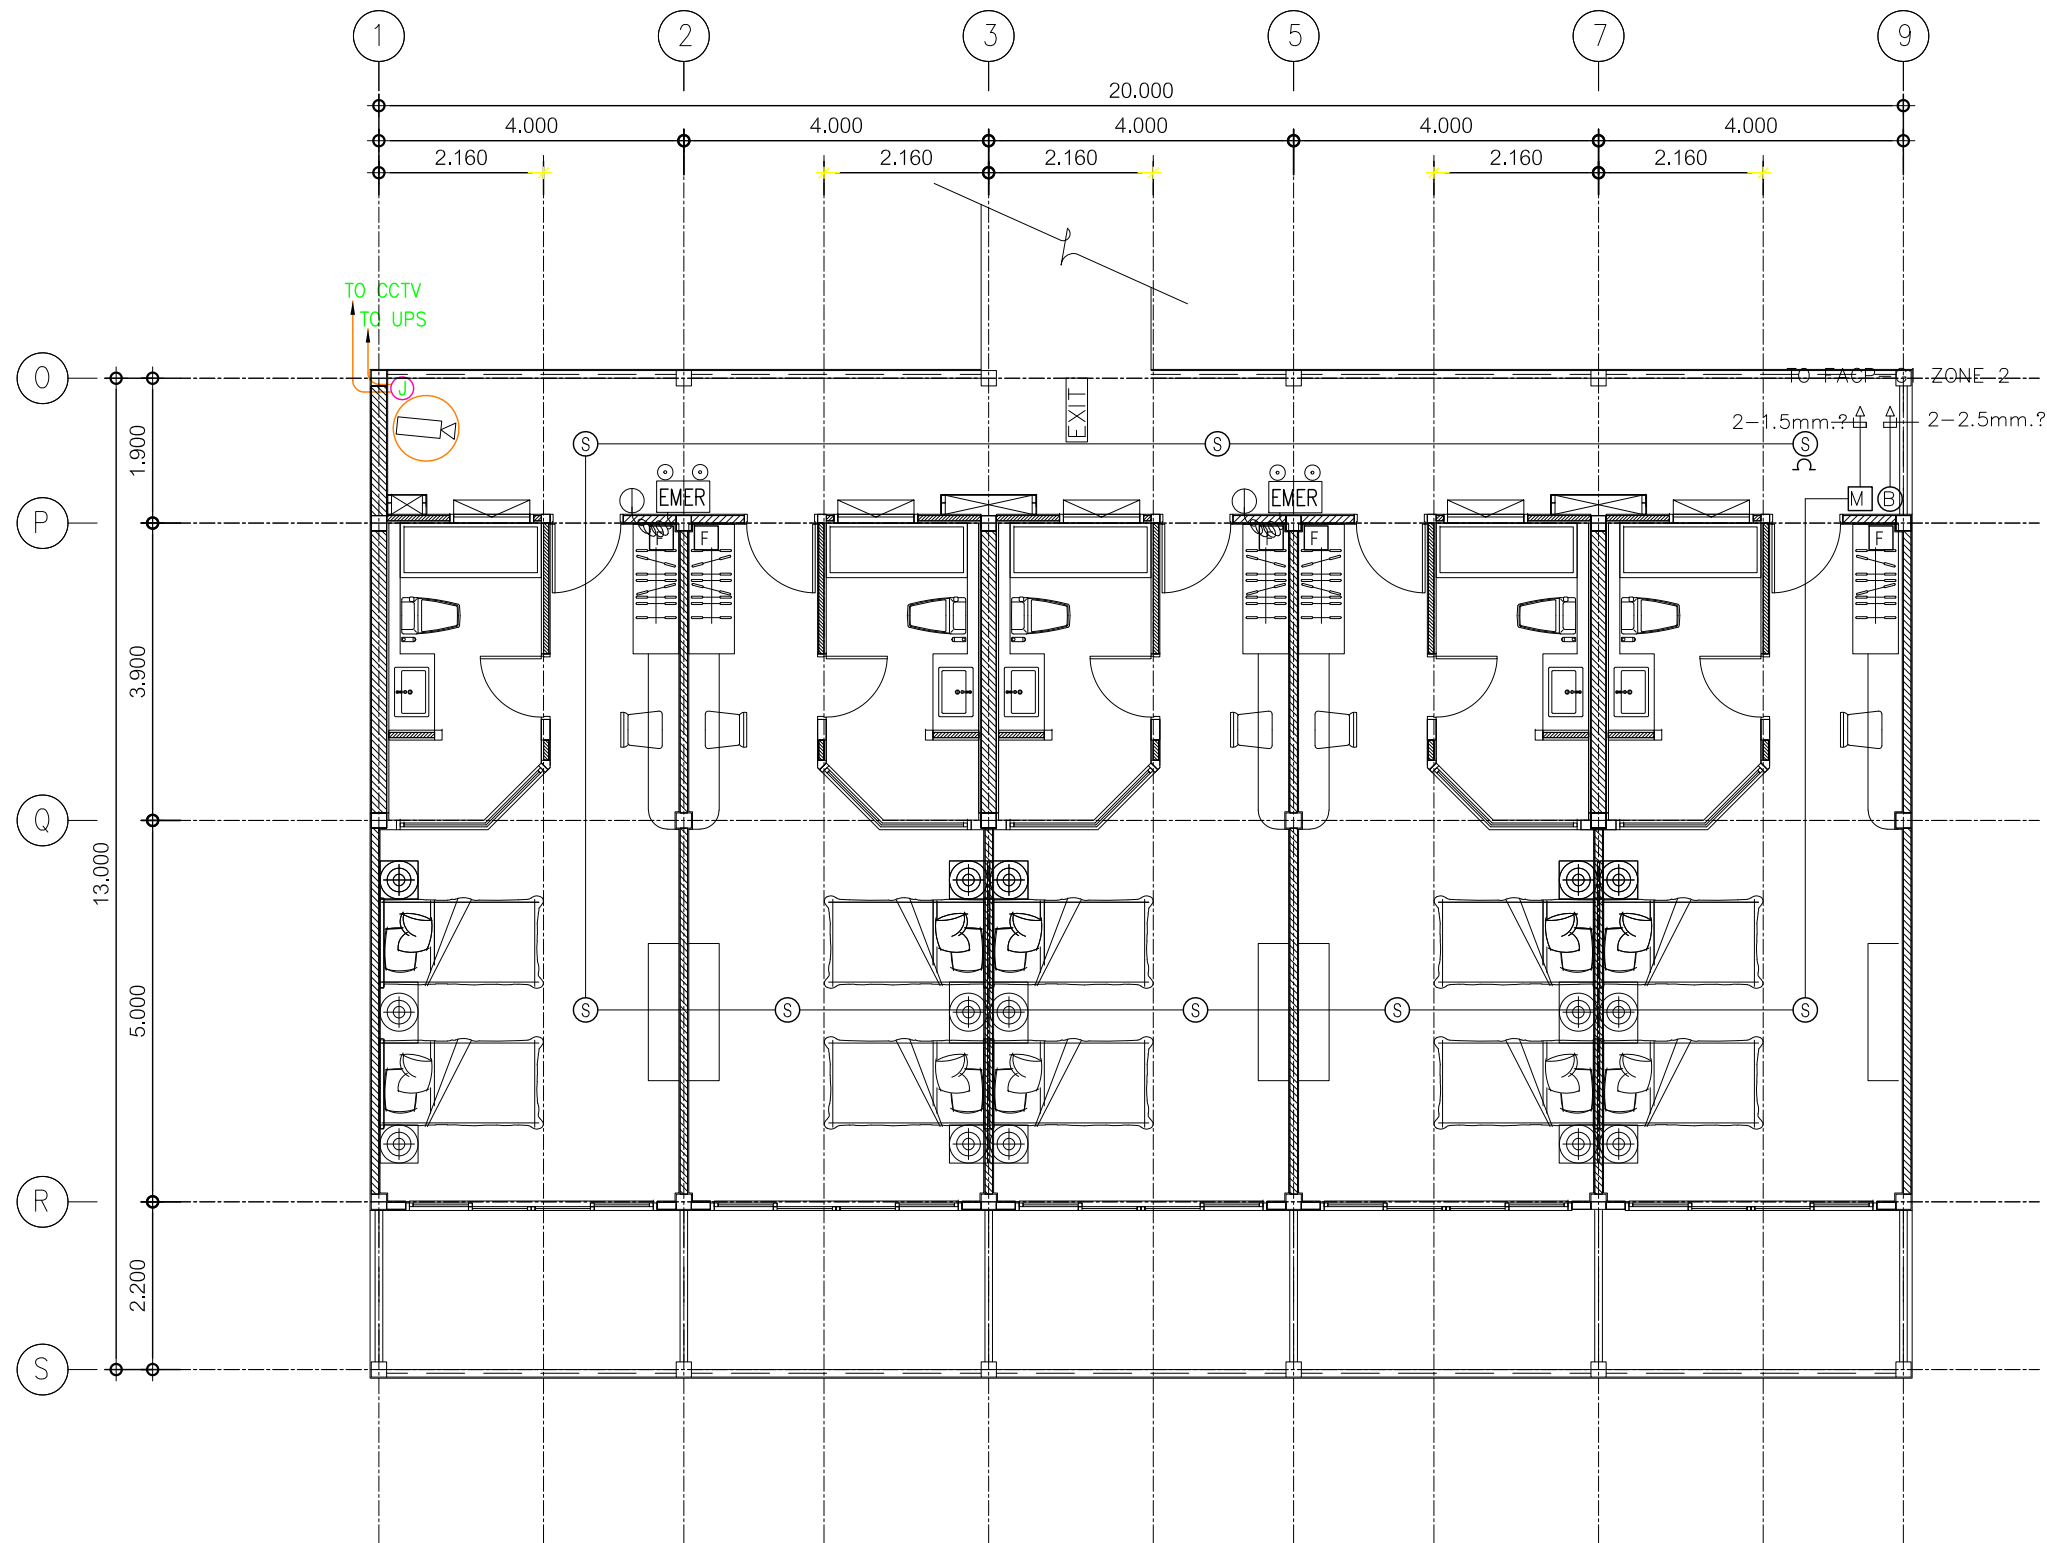 1 2 3 5 7 9
20.000
4.000 4.000 4.000 4.000 4.000
2.160 2.160 2.160 2.160 2.160
TO CCTV
TO UPS
O
J
EXIT
TO FACP-G ZONE 2
2-1.5mm.? 2-2.5mm.?
S S S
1.900
EMER EMER
M B
P
F F F F F
3.900
Q
13.000
5.000
S S S S S
R
2.200
S